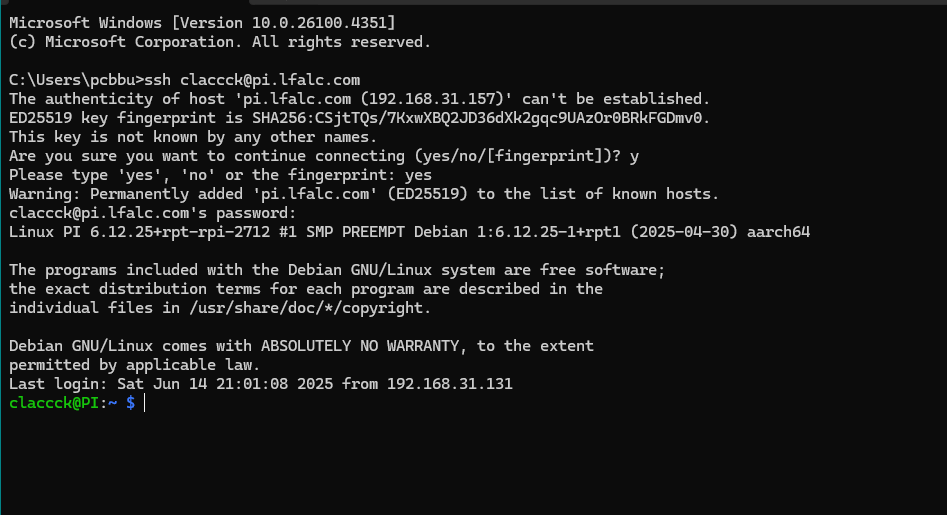 Microsoft Windows [Version 10.0.26100.4351]
(c) Microsoft Corporation. All rights reserved.
C:\Users\pcbbu>ssh claccck@pi.lfalc.com
The authenticity of host 'pi.lfalc.com (192.168.31.157)' can't be established.
ED25519 key fingerprint is SHA256:CSjtTQs/7KxwXBQ2JD36dXk2gqc9UAzOr0BRkFGDmv0.
This key is not known by any other names.
Are you sure you want to continue connecting (yes/no/[fingerprint])? y
Please type 'yes', 'no' or the fingerprint: yes
Warning: Permanently added 'pi.lfalc.com' (ED25519) to the list of known hosts.
claccck@pi.lfalc.com's password:
Linux PI 6.12.25+rpt-rpi-2712 #1 SMP PREEMPT Debian 1:6.12.25-1+rpt1 (2025-04-30) aarch64
The programs included with the Debian GNU/Linux system are free software;
the exact distribution terms for each program are described in the
individual files in /usr/share/doc/*/copyright.
Debian GNU/Linux comes with ABSOLUTELY NO WARRANTY, to the extent
permitted by applicable law.
Last login: Sat Jun 14 21:01:08 2025 from 192.168.31.131
claccck@PI:~ $